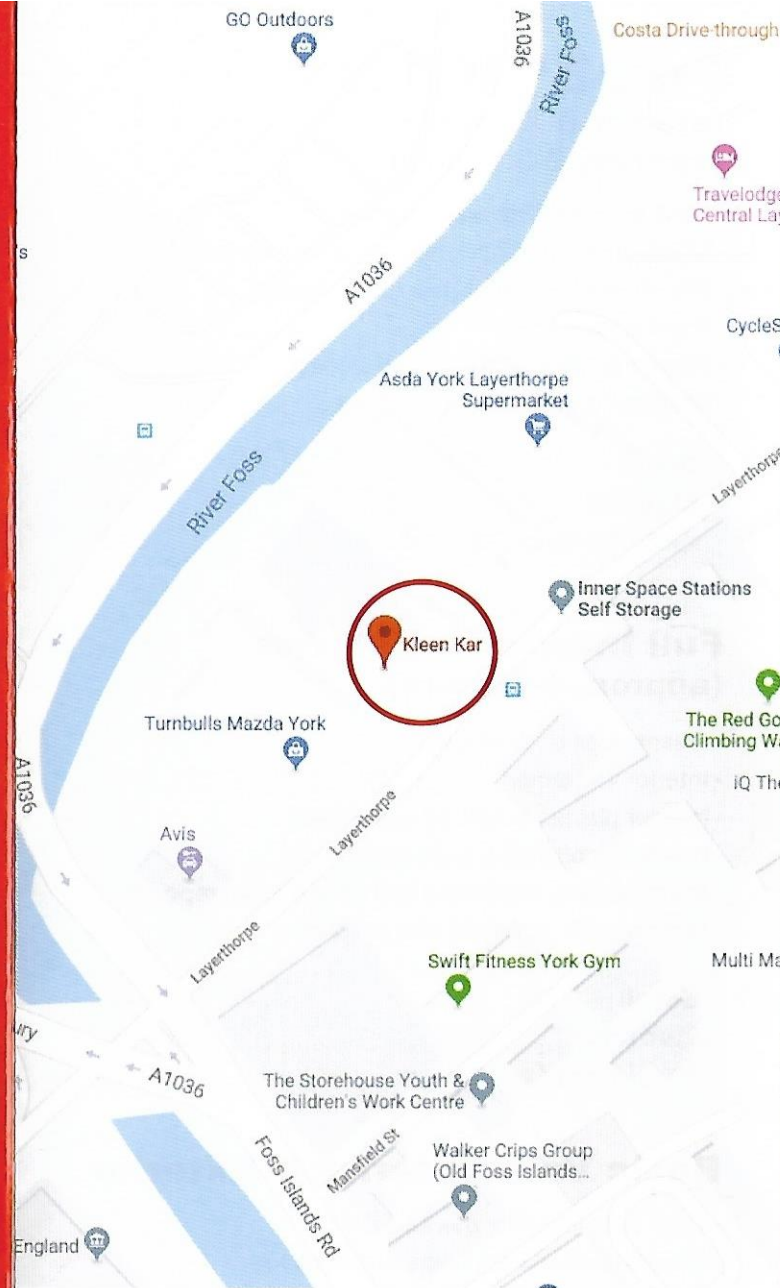 GO Outdoors
A1036
River Foss
Costa Drive-through
Travelodge
Central Lay
's
A1036
CycleS
Asda York Layerthorpe
Supermarket
Layerthorpe
River Foss
Inner Space Stations
Self Storage
Kleen Kar
The Red Go
Climbing Wa
Turnbulls Mazda York
A1036
iQ The
Layerthorpe
Avis
Layerthorpe
Swift Fitness York Gym
Multi Ma
ury
A1036
The Storehouse Youth &
Children's Work Centre
Foss Islands Rd
Mansfield St
Walker Crips Group
(Old Foss Islands...
England